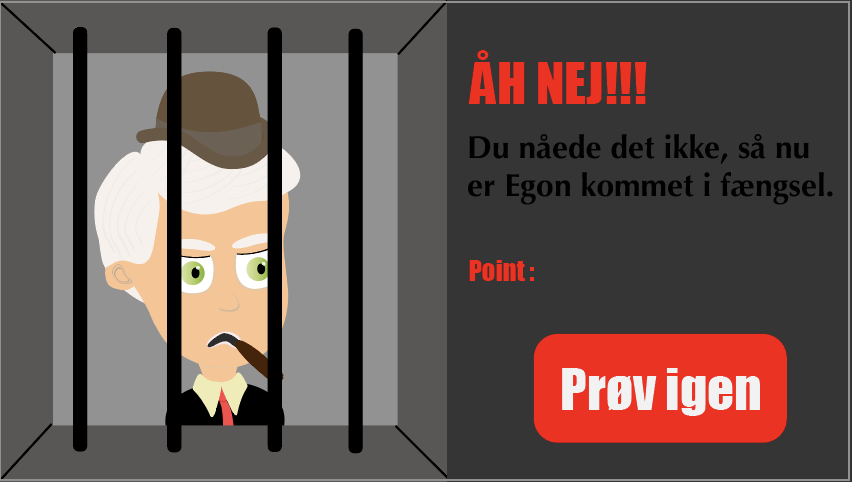 ÅH NEJ!!!
Du nåede det ikke, så nu
er Egon kommet i fængsel.
Point:
Prøv igen